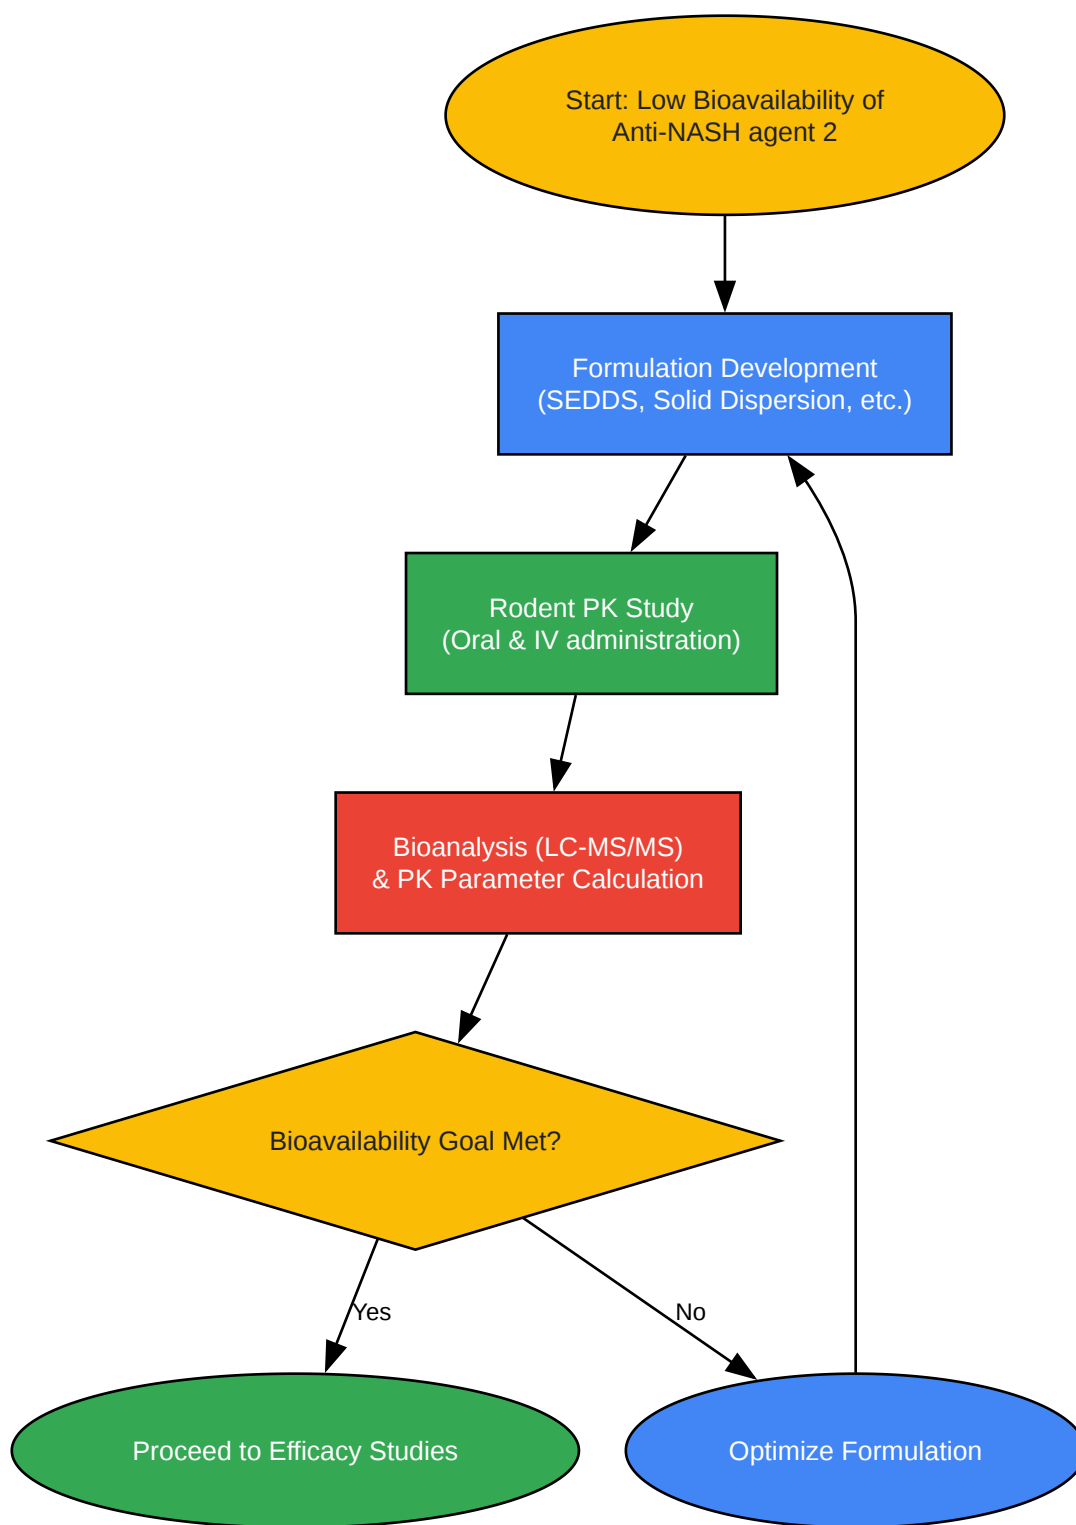 Start: Low Bioavailability of
Anti-NASH agent 2
Formulation Development
(SEDDS, Solid Dispersion, etc.)
Rodent PK Study
(Oral & IV administration)
Bioanalysis (LC-MS/MS)
& PK Parameter Calculation
Bioavailability Goal Met?
Yes
No
Proceed to Efficacy Studies
Optimize Formulation